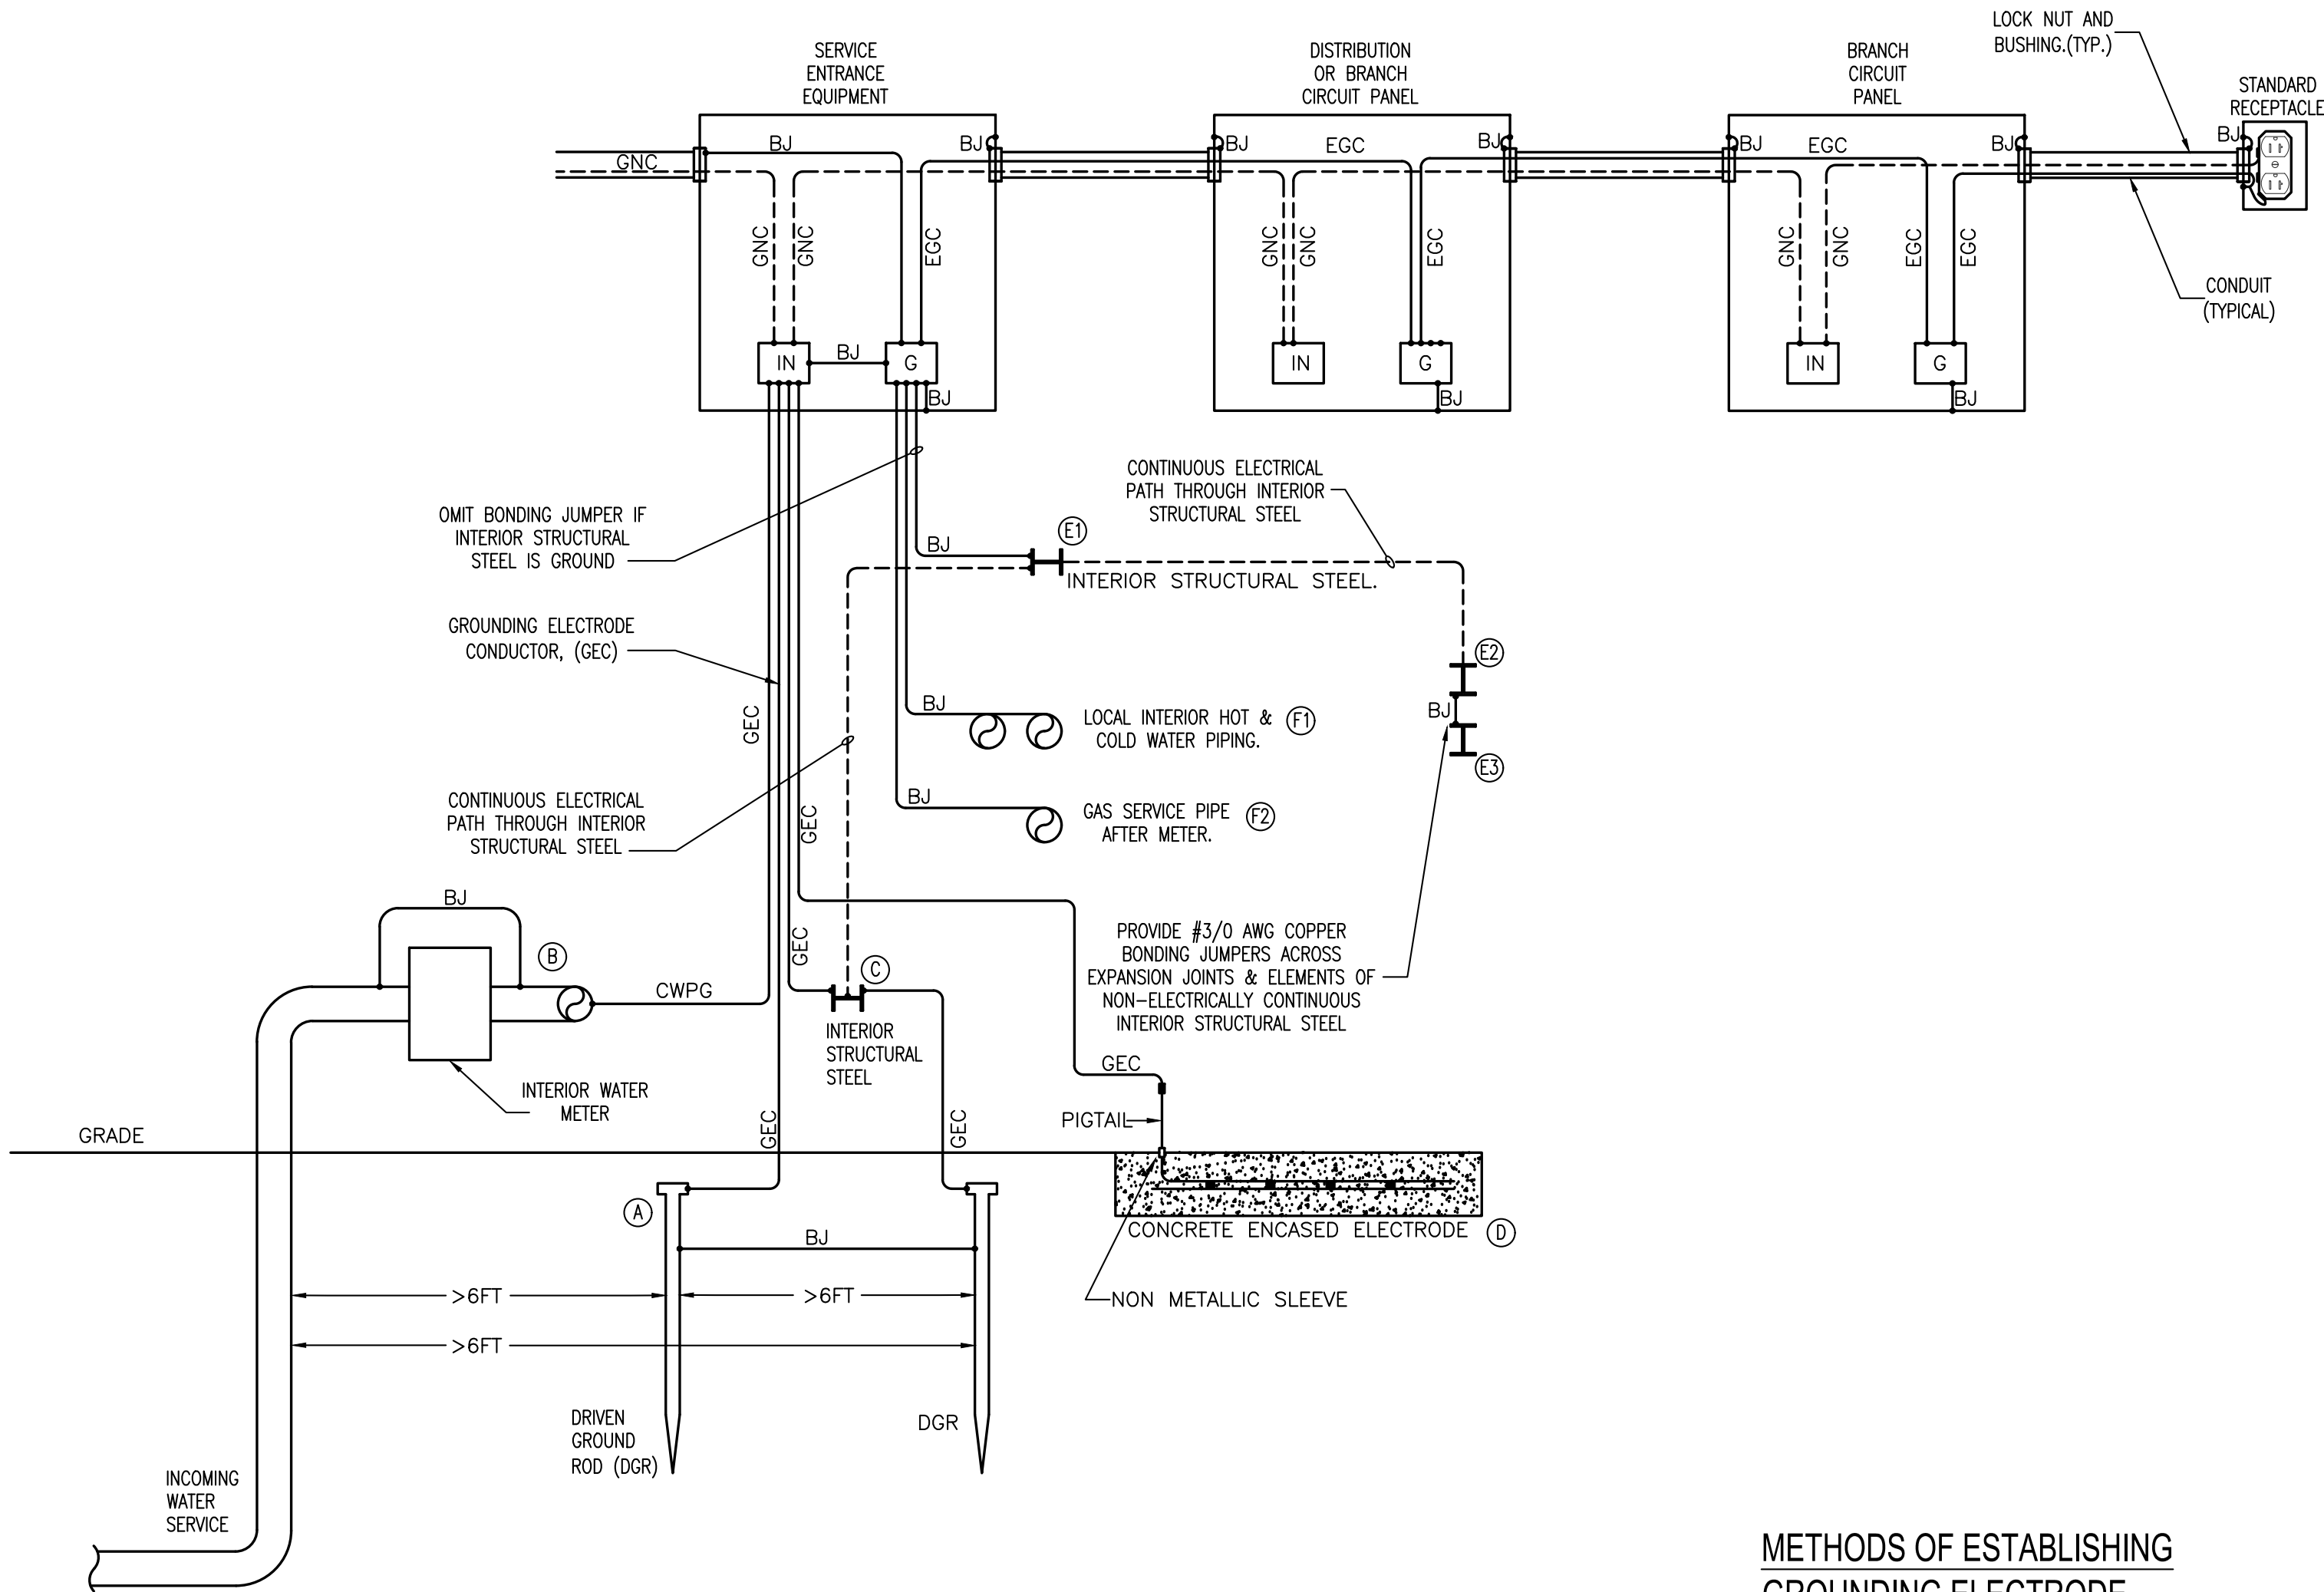 LOCK NUT AND
BUSHING.(TYP.)
SERVICE
ENTRANCE
EQUIPMENT
DISTRIBUTION
OR BRANCH
CIRCUIT PANEL
BRANCH
CIRCUIT
PANEL
STANDARD
RECEPTACLE
GNC
BJ
BJ
BJ
EGC
BJ
BJ
EGC
BJ
BJ
GNC
GNC
EGC
GNC
GNC
EGC
GNC
GNC
EGC
EGC
CONDUIT
(TYPICAL)
IN
BJ
G
IN
G
IN
G
BJ
BJ
BJ
CONTINUOUS ELECTRICAL
PATH THROUGH INTERIOR
STRUCTURAL STEEL
OMIT BONDING JUMPER IF
INTERIOR STRUCTURAL
STEEL IS GROUND
E1
BJ
INTERIOR STRUCTURAL STEEL.
GROUNDING ELECTRODE
CONDUCTOR, (GEC)
E2
BJ
E3
GEC
BJ
LOCAL INTERIOR HOT &
COLD WATER PIPING.
F1
CONTINUOUS ELECTRICAL
PATH THROUGH INTERIOR
STRUCTURAL STEEL
GEC
BJ
GAS SERVICE PIPE
AFTER METER.
F2
BJ
B
CWPG
GEC
C
INTERIOR
STRUCTURAL
STEEL
PROVIDE #3/0 AWG COPPER
BONDING JUMPERS ACROSS
EXPANSION JOINTS & ELEMENTS OF
NON-ELECTRICALLY CONTINUOUS
INTERIOR STRUCTURAL STEEL
INTERIOR WATER
METER
GEC
PIGTAIL
GRADE
GEC
GEC
A
BJ
CONCRETE ENCASED ELECTRODE
D
>6FT
>6FT
NON METALLIC SLEEVE
>6FT
DRIVEN
GROUND
ROD (DGR)
DGR
INCOMING
WATER
SERVICE
METHODS OF ESTABLISHING
GROUNDING ELECTRODE